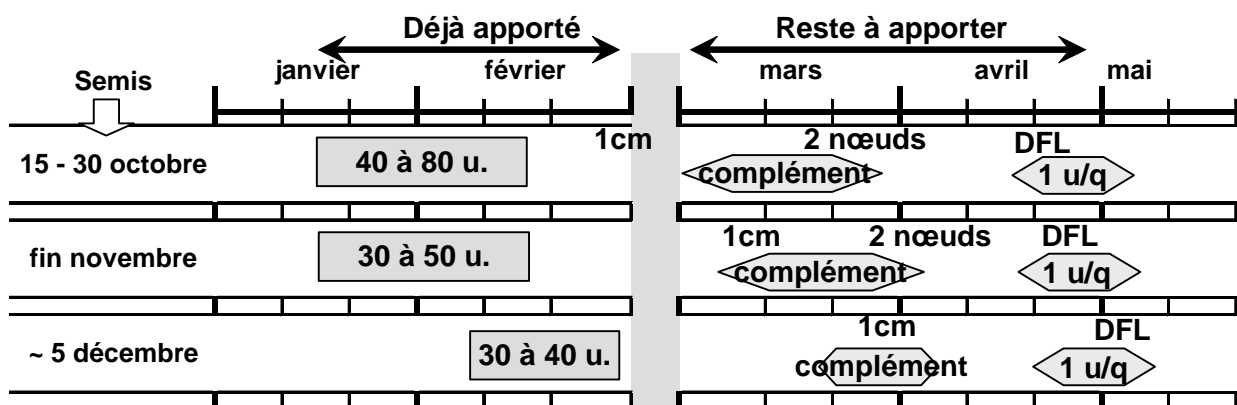 Déjà apporté Reste à apporter
janvier février mars avril mai
Semis
1cm 2 nœuds DFL
15 - 30 octobre 40 à 80 u. complément 1 u/q
1cm 2 nœuds DFL
fin novembre 30 à 50 u. complément 1 u/q
1cm DFL
~ 5 décembre 30 à 40 u. complément 1 u/q